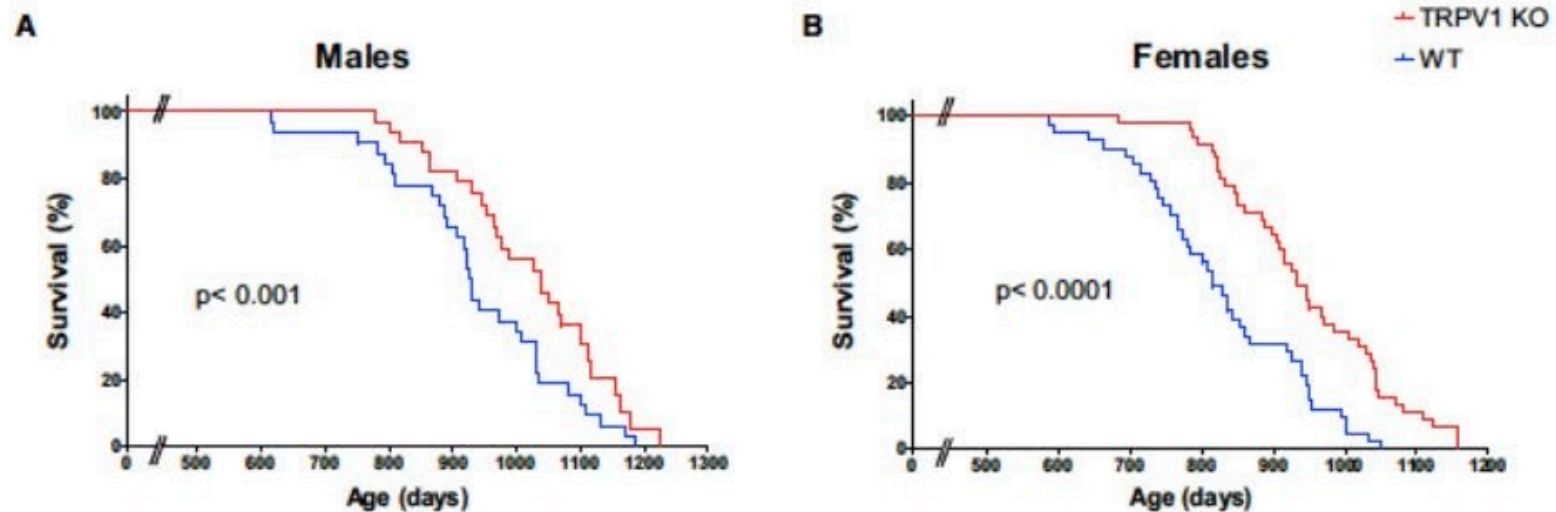 A
B
TRPV1 KO
WT
Males
Females
Survival (%)
100
80
60
40
20
0
p< 0.001
0 500 600 700 800 900 1000 1100 1200 1300
Age (days)
Survival (%)
100
80
60
40
20
0
p< 0.0001
0 500 600 700 800 900 1000 1100 1200
Age (days)